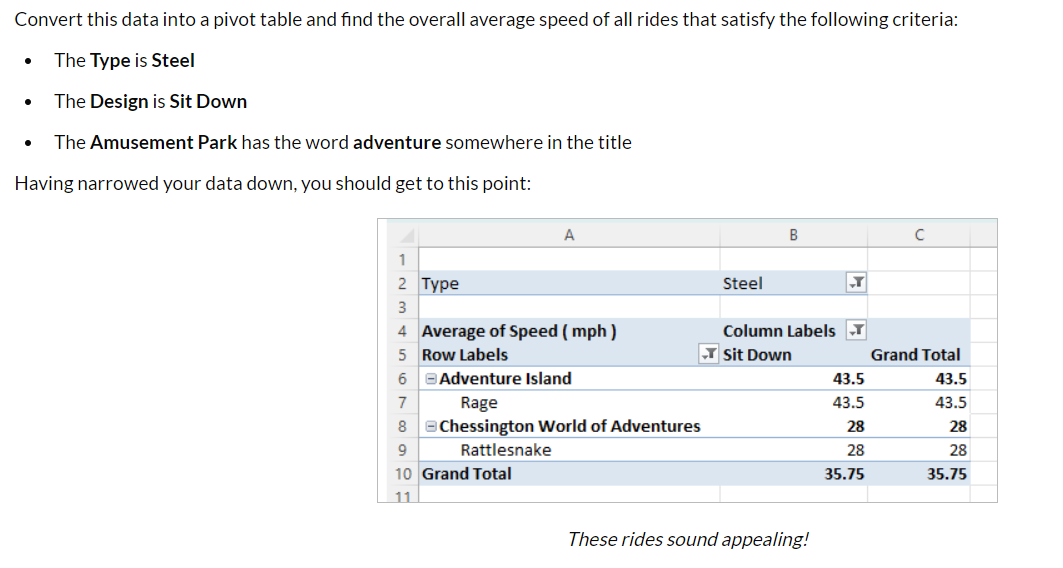 Convert this data into a pivot table and find the overall average speed of all rides that satisfy the following criteria:
• The Type is Steel
• The Design is Sit Down
• The Amusement Park has the word adventure somewhere in the title
Having narrowed your data down, you should get to this point:
A B C
1
2 Type Steel
3
4 Average of Speed ( mph ) Column Labels
5 Row Labels Sit Down Grand Total
6 Adventure Island 43.5 43.5
7 Rage 43.5 43.5
8 Chessington World of Adventures 28 28
9 Rattlesnake 28 28
10 Grand Total 35.75 35.75
11
These rides sound appealing!